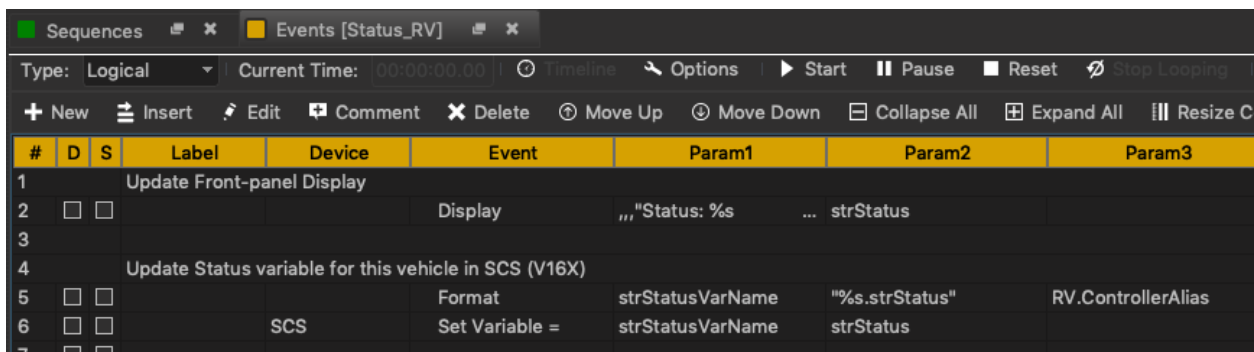 Sequences Events [Status_RV]
Type: Logical Current Time: 00:00:00.00 Timeline Options Start Pause Reset Stop Looping
New Insert Edit Comment Delete Move Up Move Down Collapse All Expand All Resize C
# D S Label Device Event Param1 Param2 Param3
1 Update Front-panel Display
2 Display ,,,"Status: %s ... strStatus
3
4 Update Status variable for this vehicle in SCS (V16X)
5 Format strStatusVarName "%s.strStatus" RV.ControllerAlias
6 SCS Set Variable = strStatusVarName strStatus